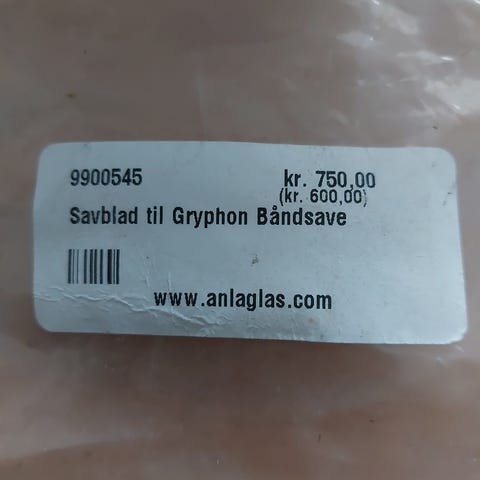 9900545 kr. 750,00
(kr. 600,00)
Savblad til Gryphon Båndsave
www.anlaglas.com